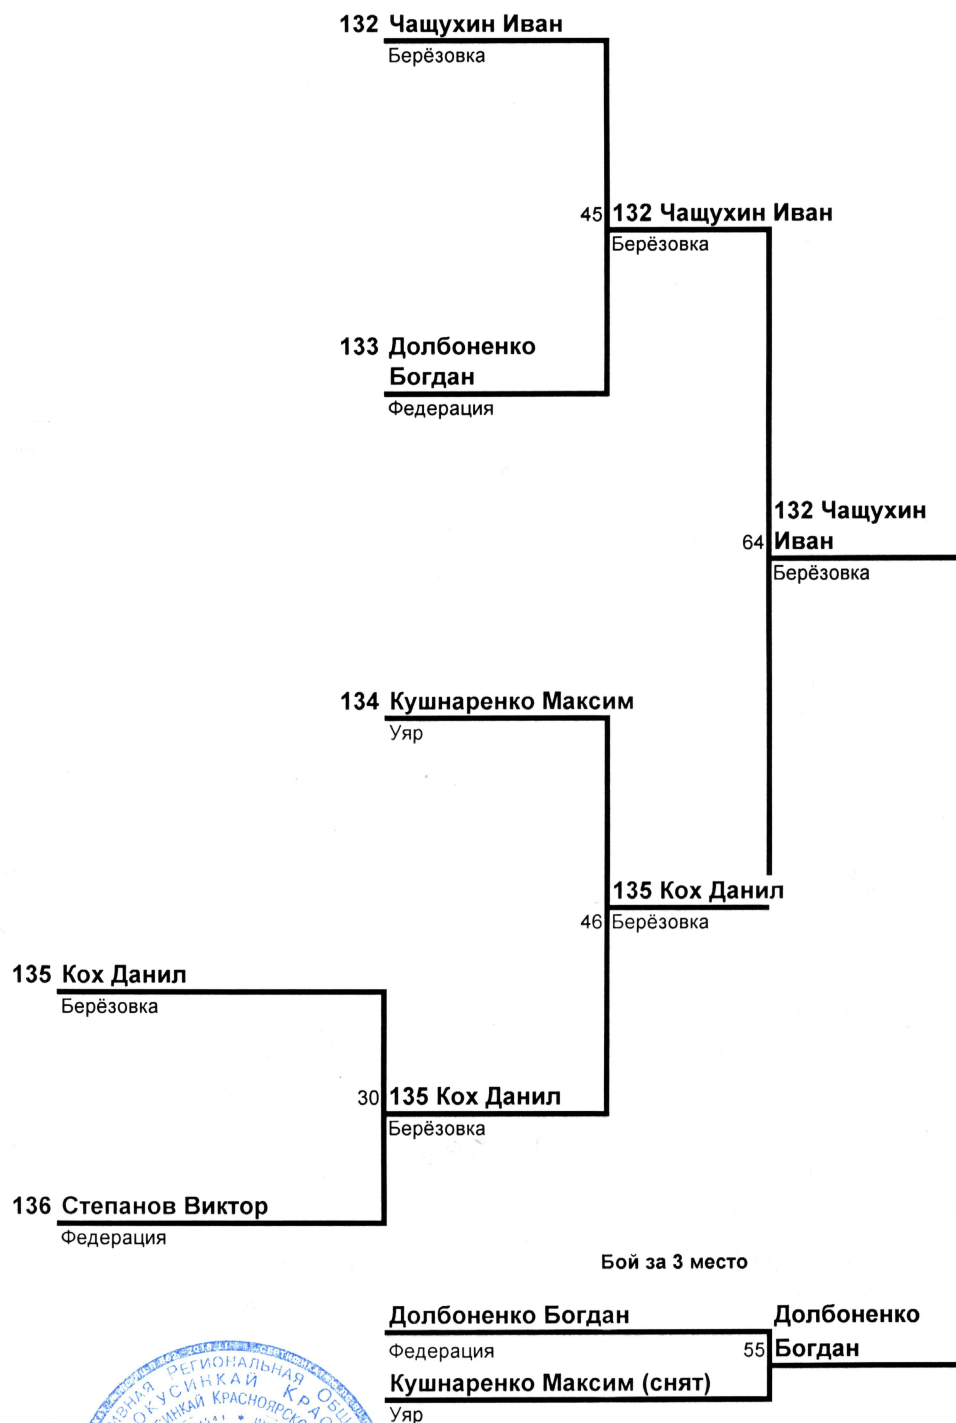 132 Чащухин Иван
Берёзовка
45 132 Чащухин Иван
Берёзовка
133 Долбоненко
Богдан
Федерация
132 Чащухин
64 Иван
Берёзовка
134 Кушнаренко Максим
Уяр
135 Кох Данил
46 Берёзовка
135 Кох Данил
Берёзовка
30 135 Кох Данил
Берёзовка
136 Степанов Виктор
Федерация
Бой за 3 место
Долбоненко Богдан
Долбоненко
Федерация
55 Богдан
Кушнаренко Максим (снят)
Уяр
РЕГИОНАЛЬНАЯ